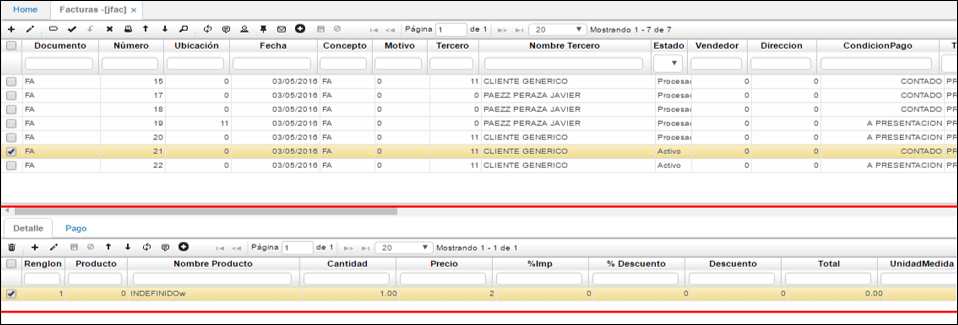 Home Facturas -[jfac] ×
Página 1 de 1 20 Mostrando 1 - 7 de 7
Documento Número Ubicación Fecha Concepto Motivo Tercero Nombre Tercero Estado Vendedor Direccion CondicionPago T
FA 15 0 03/05/2016 FA 0 11 CLIENTE GENERICO Procesac 0 0 CONTADO PR
FA 17 0 03/05/2016 FA 0 0 PAEZZ PERAZA JAVIER Procesac 0 0 CONTADO PR
FA 18 0 03/05/2016 FA 0 0 PAEZZ PERAZA JAVIER Procesac 0 0 CONTADO PR
FA 19 11 03/05/2016 FA 0 0 PAEZZ PERAZA JAVIER Procesac 0 0 A PRESENTACION PR
FA 20 0 03/05/2016 FA 0 11 CLIENTE GENERICO Procesac 0 0 A PRESENTACION PR
FA 21 0 03/05/2016 FA 0 11 CLIENTE GENERICO Activo 0 0 CONTADO PR
FA 22 0 03/05/2016 FA 0 11 CLIENTE GENERICO Activo 0 0 A PRESENTACION PR
Detalle Pago
Página 1 de 1 20 Mostrando 1 - 1 de 1
Renglon Producto Nombre Producto Cantidad Precio %Imp % Descuento Descuento Total UnidadMedida
1 0 INDEFINIDOw 1.00 2 0 0 0 0.00